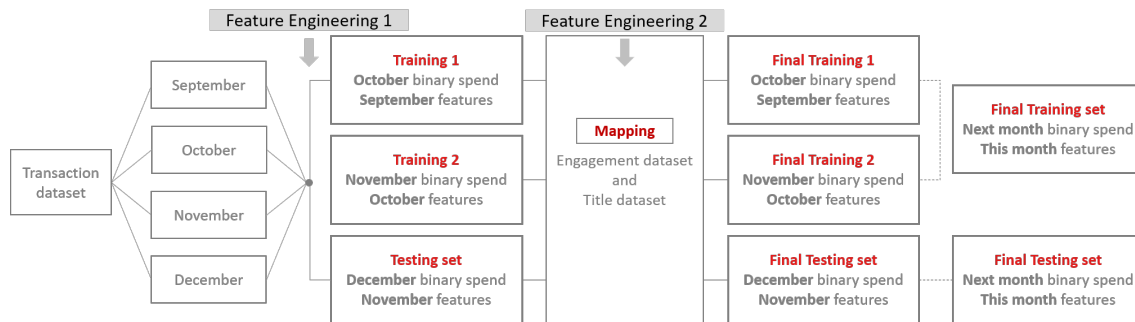 Feature Engineering 1
Feature Engineering 2
Transaction
dataset
September
October
November
December
Training 1
October binary spend
September features
Training 2
November binary spend
October features
Testing set
December binary spend
November features
Mapping
Engagement dataset
and
Title dataset
Final Training 1
October binary spend
September features
Final Training 2
November binary spend
October features
Final Testing set
December binary spend
November features
Final Training set
Next month binary spend
This month features
Final Testing set
Next month binary spend
This month features